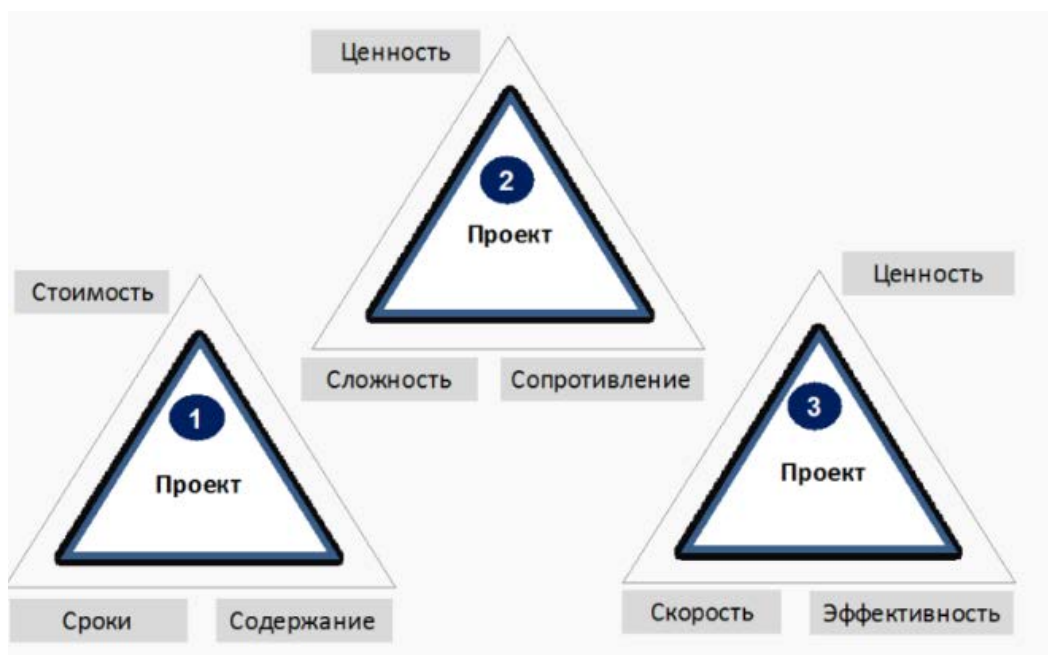 Ценность
2
Проект
Сложность
Сопротивление
Стоимость
1
Проект
Сроки
Содержание
Ценность
3
Проект
Скорость
Эффективность